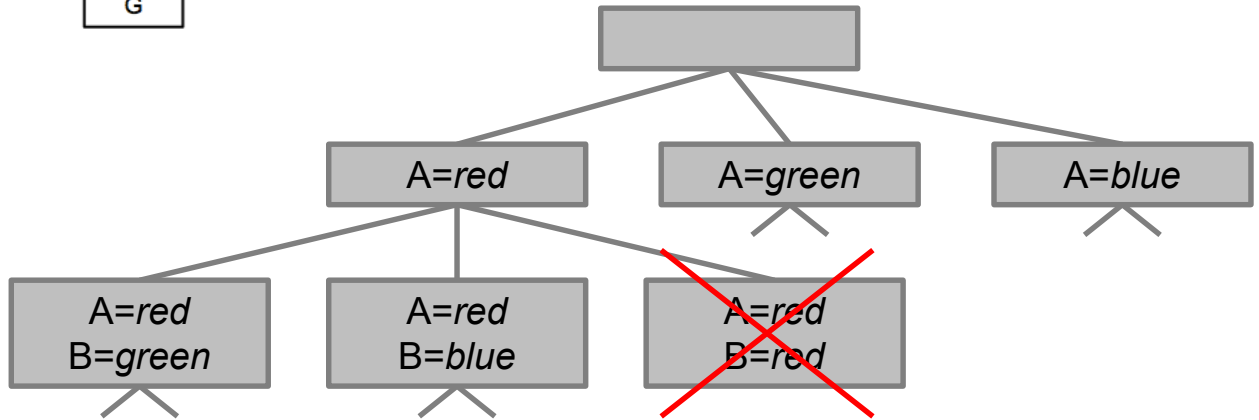 G
A=red
A=green
A=blue
A=red
B=green
A=red
B=blue
A=red
B=red